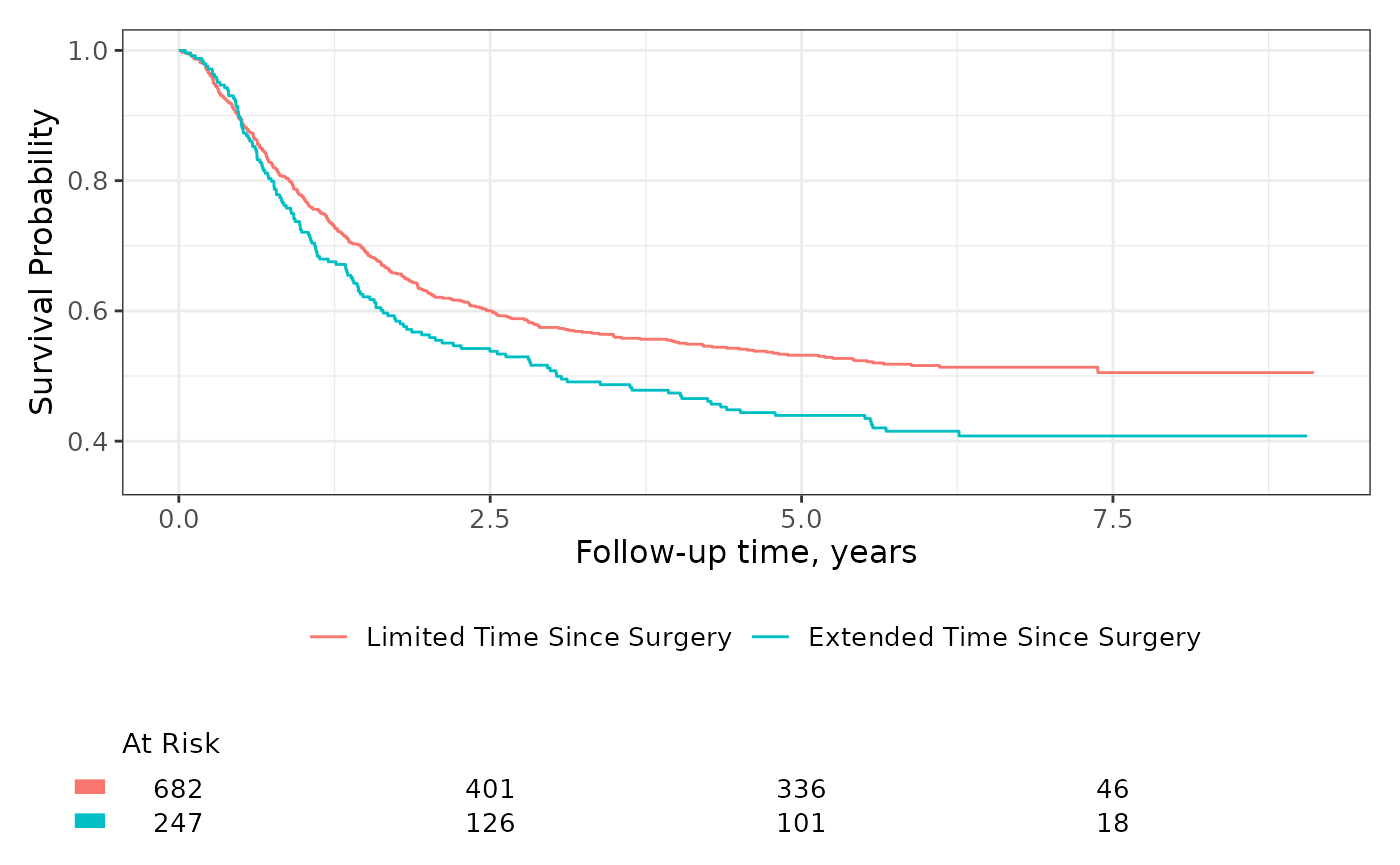 Survival Probability
1.0
0.8
0.6
0.4
0.0 2.5 5.0 7.5
Follow-up time, years
Limited Time Since Surgery Extended Time Since Surgery
At Risk
682 401 336 46
247 126 101 18